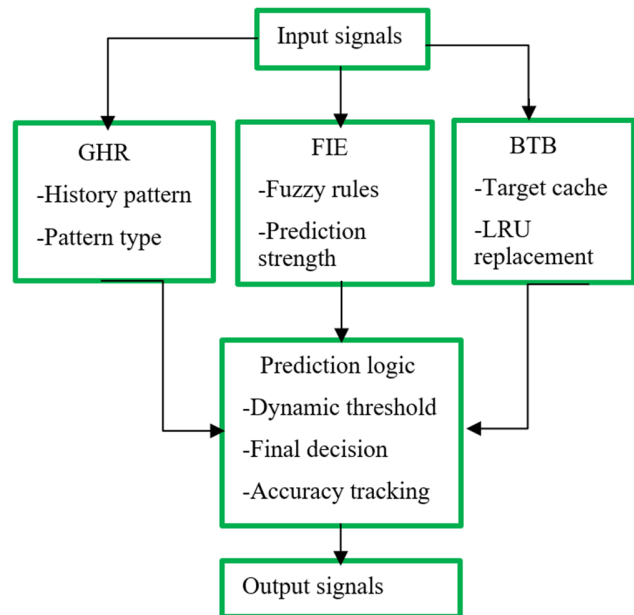 Input signals
GHR
-History pattern
-Pattern type
FIE
-Fuzzy rules
-Prediction
strength
BTB
-Target cache
-LRU
replacement
Prediction logic
-Dynamic threshold
-Final decision
-Accuracy tracking
Output signals